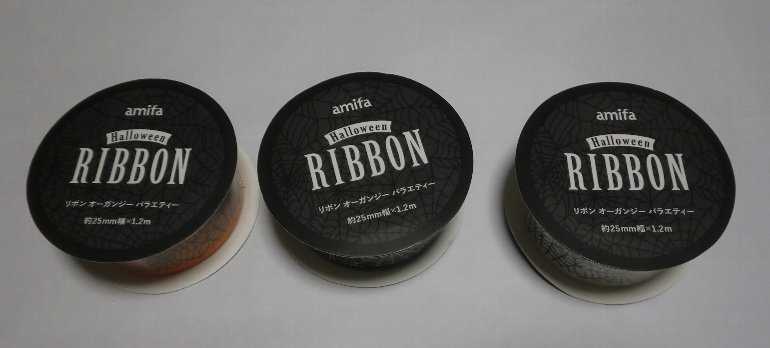 amifa
Halloween
RIBBON
リボン オーガンジー バラエティー
約25mm幅×1.2m
amifa
Halloween
RIBBON
リボン オーガンジー バラエティー
約25mm幅×1.2m
amifa
Halloween
RIBBON
リボン オーガンジー バラエティー
約25mm幅×1.2m